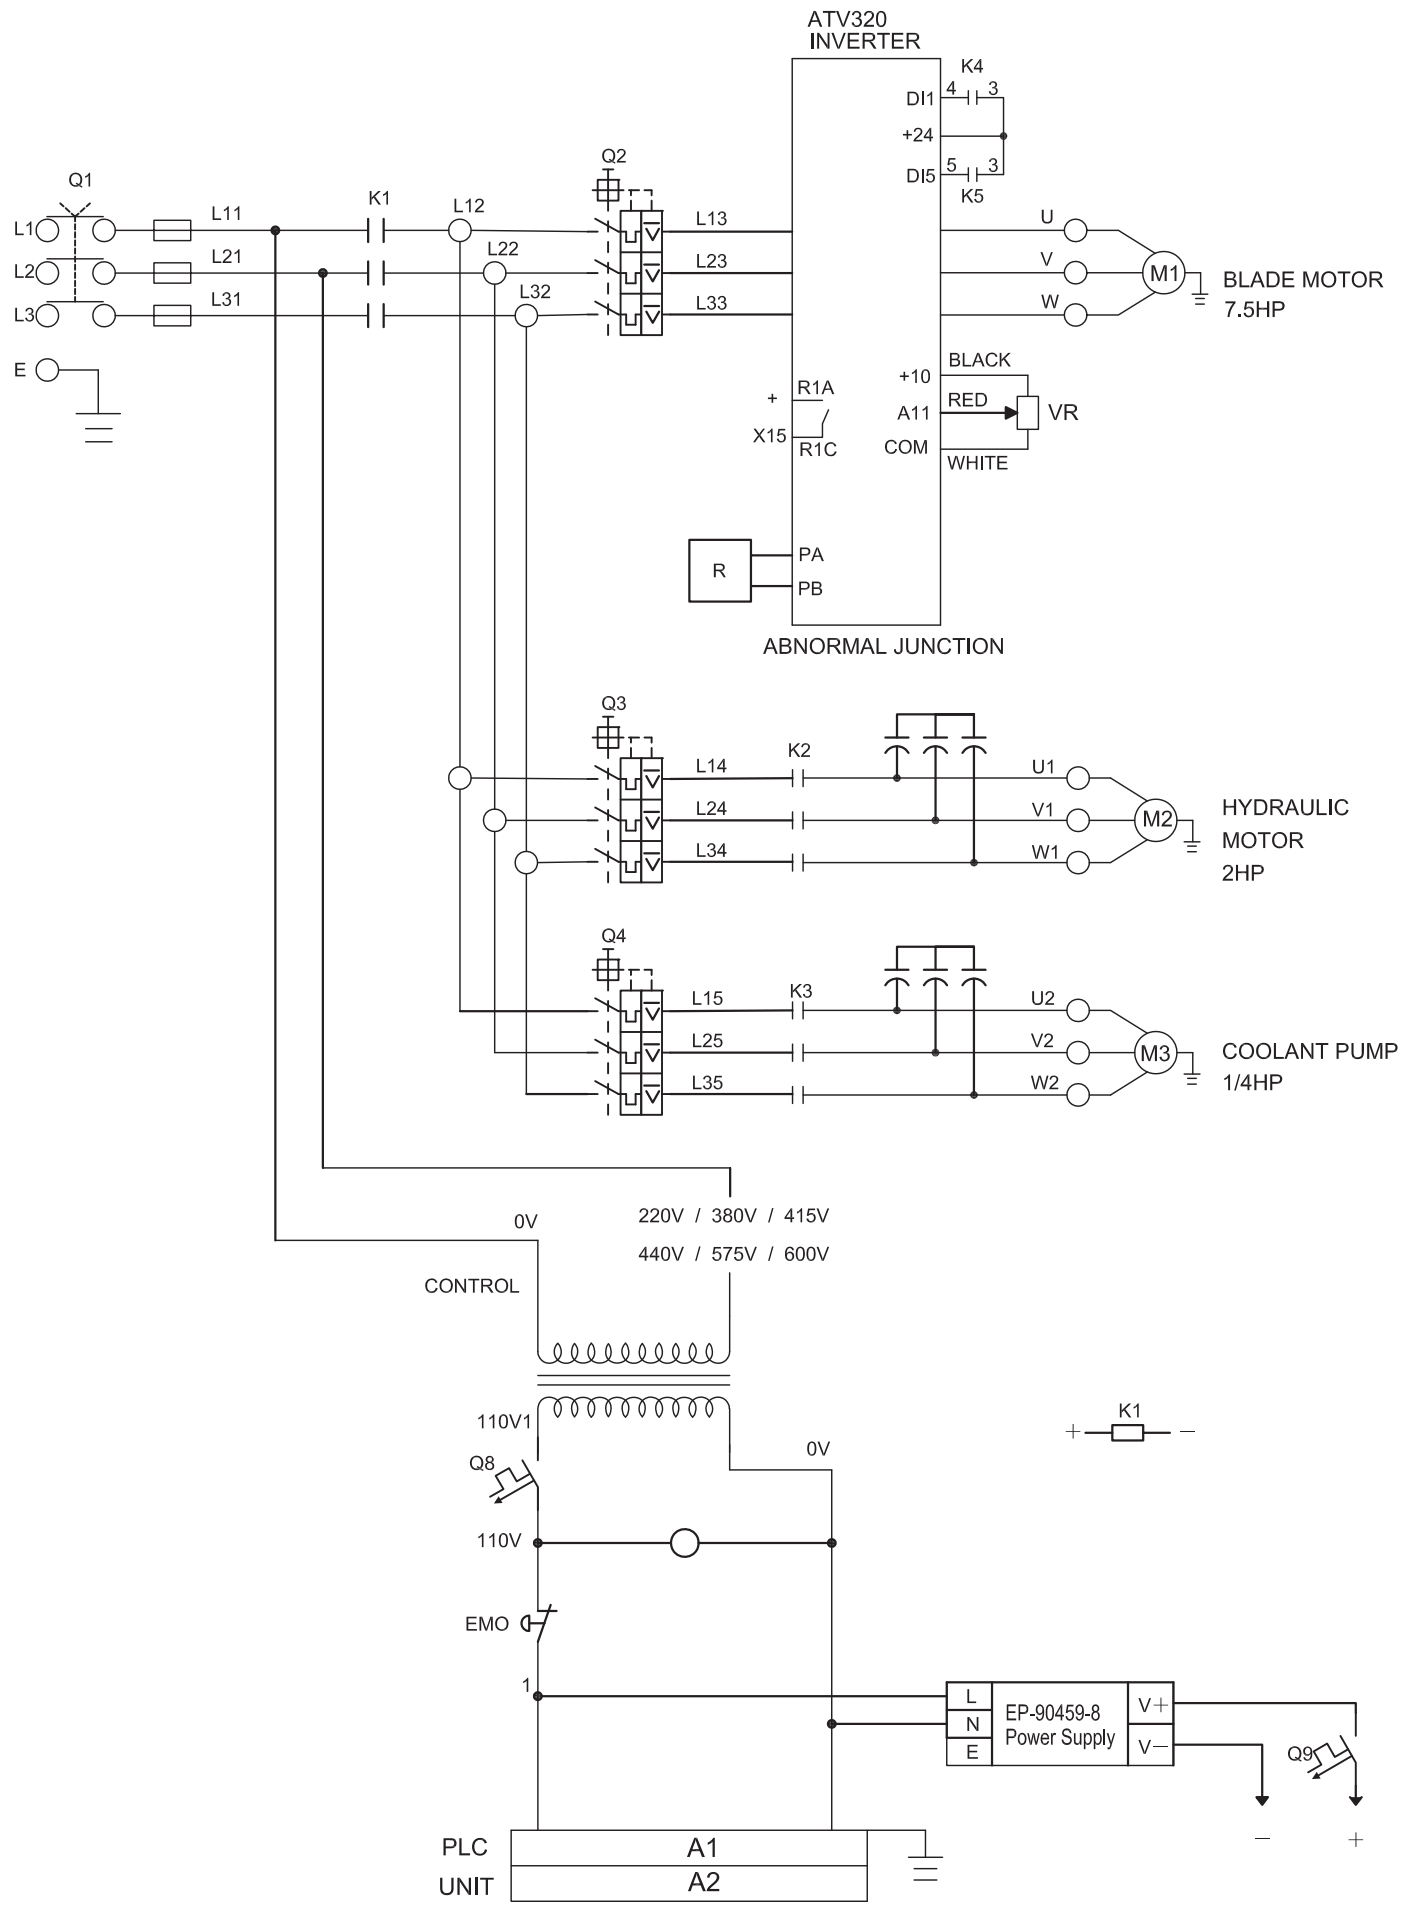 ATV320
INVERTER
K4
4 3
DI1
+24
DI5
5 3
K5
Q1
L1
L2
L3
E
L11
L21
L31
K1
L12
L22
L32
Q2
L13
L23
L33
U
V
W
M1
BLADE MOTOR
7.5HP
BLACK
+10
RED
A11
VR
COM
WHITE
R1A
+
X15
R1C
R
PA
PB
ABNORMAL JUNCTION
Q3
L14
L24
L34
K2
U1
V1
W1
M2
HYDRAULIC
MOTOR
2HP
Q4
L15
L25
L35
K3
U2
V2
W2
M3
COOLANT PUMP
1/4HP
0V
220V / 380V / 415V
440V / 575V / 600V
CONTROL
110V1
0V
Q8
K1
+ −
110V
EMO
1
L
N
E
EP-90459-8
Power Supply
V+
V−
Q9
− +
PLC
UNIT
A1
A2